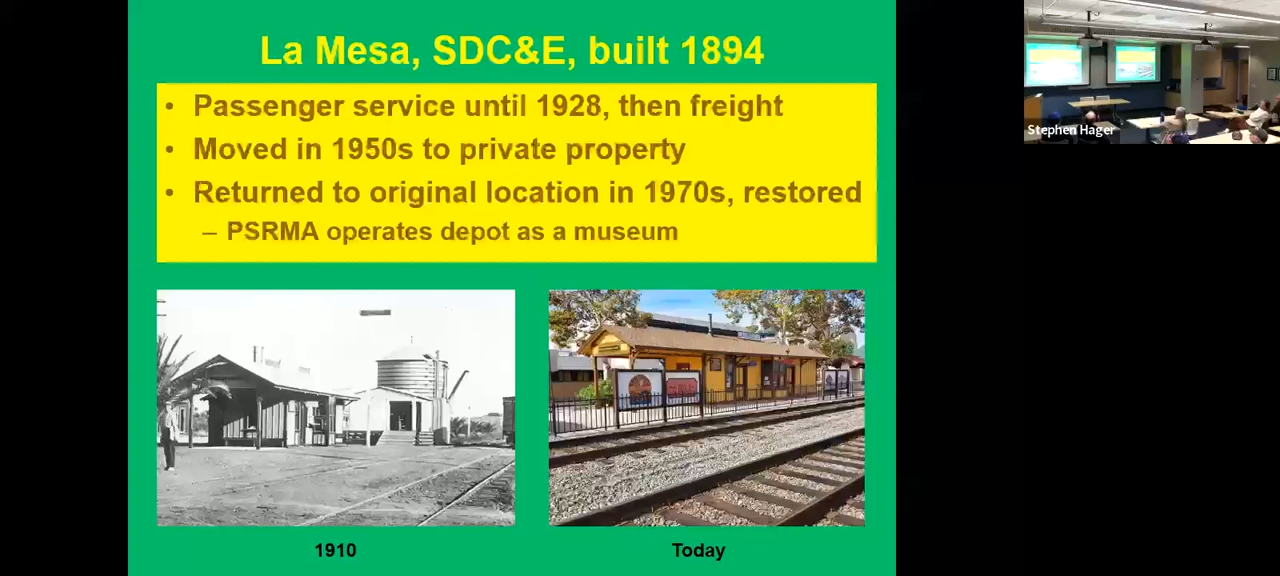 La Mesa, SDC&E, built 1894
• Passenger service until 1928, then freight
• Moved in 1950s to private property
• Returned to original location in 1970s, restored
– PSRMA operates depot as a museum
1910
Today
Stephen Hager